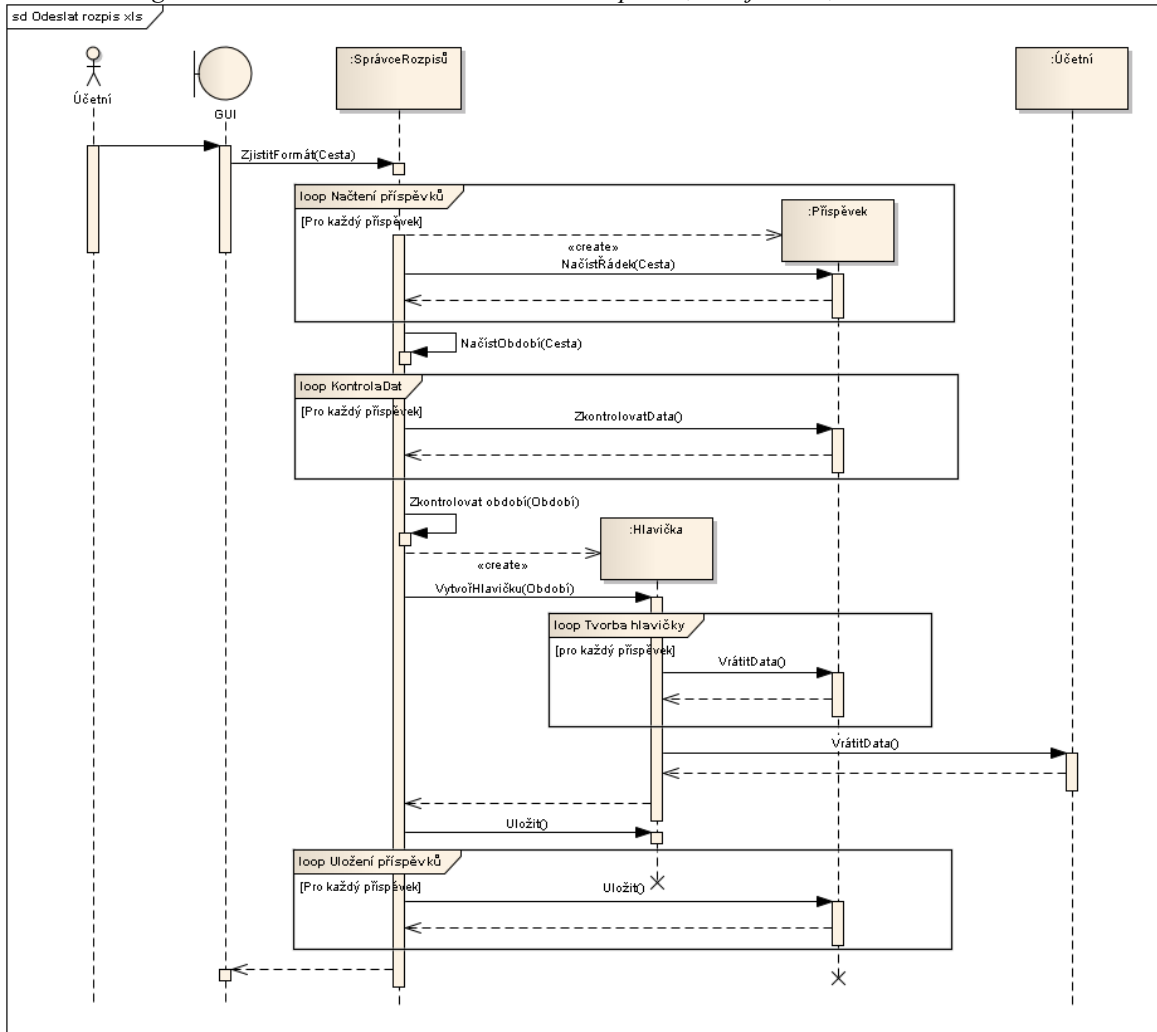 sd Odeslat rozpis xls
:SprávceRozpisů
:Účetní
Účetní
GUI
ZjistitFormát(Cesta)
loop Načtení příspěvků
[Pro každý příspěvek]
:Příspěvek
«create»
NačístŘádek(Cesta)
NačístObdobí(Cesta)
loop KontrolaDat
[Pro každý příspěvek]
ZkontrolovatData()
Zkontrolovat období(Období)
:Hlavička
«create»
VytvořHlavičku(Období)
loop Tvorba hlavičky
[pro každý příspěvek]
VrátitData()
VrátitData()
Uložit()
loop Uložení příspěvků
[Pro každý příspěvek]
Uložit()